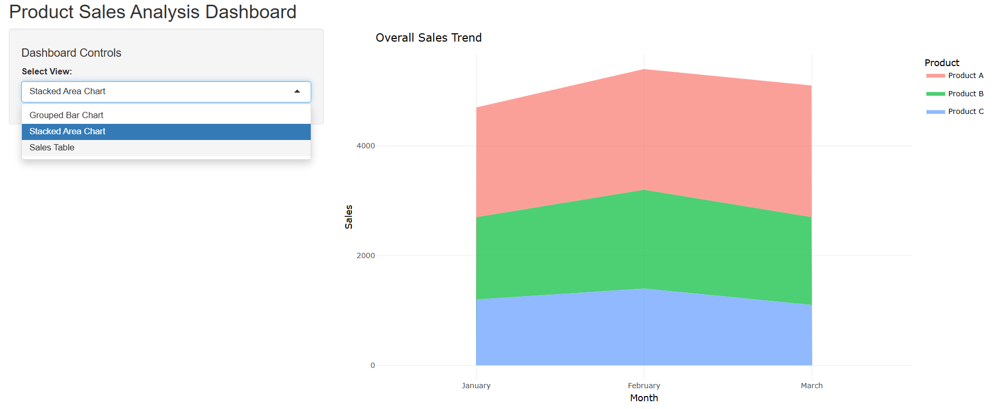 Product Sales Analysis Dashboard
Dashboard Controls
Select View:
Stacked Area Chart
Grouped Bar Chart
Stacked Area Chart
Sales Table
Overall Sales Trend
Sales
4000
2000
0
January
February
March
Month
Product
Product A
Product B
Product C